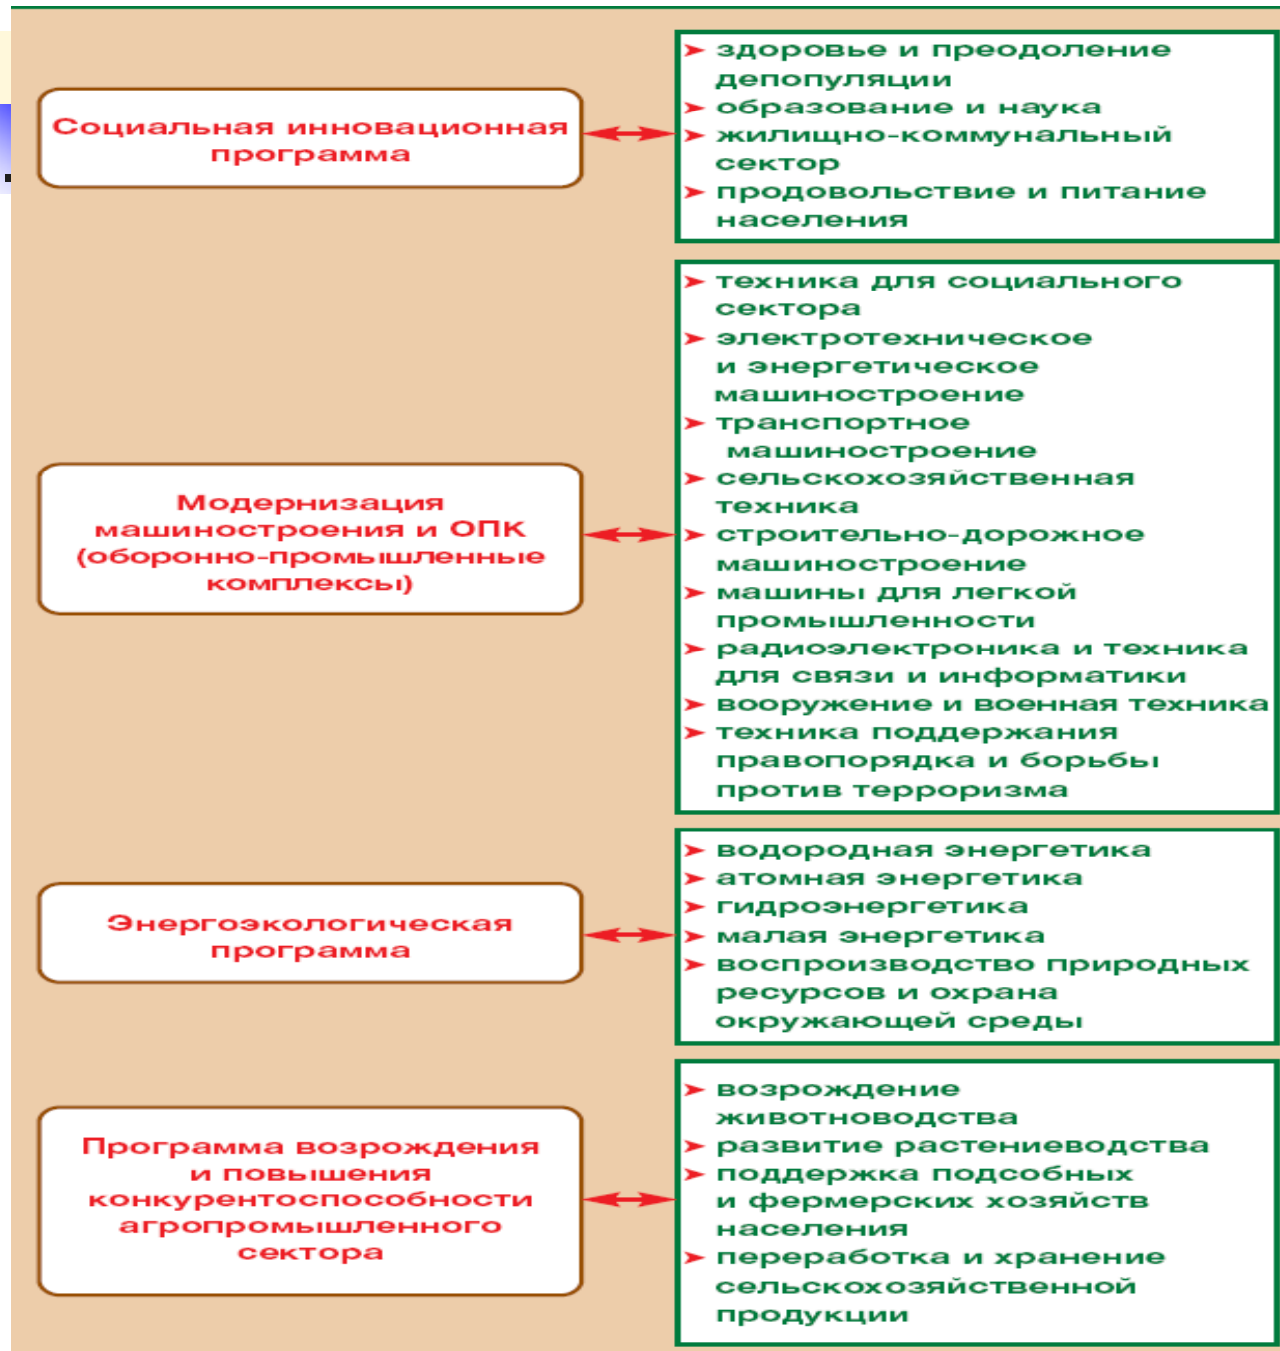 Социальная инновационная
программа
➤ здоровье и преодоление
депопуляции
➤ образование и наука
➤ жилищно-коммунальный
сектор
➤ продовольствие и питание
населения
Модернизация
машиностроения и ОПК
(оборонно-промышленные
комплексы)
➤ техника для социального
сектора
➤ электротехническое
и энергетическое
машиностроение
➤ транспортное
машиностроение
➤ сельскохозяйственная
техника
➤ строительно-дорожное
машиностроение
➤ машины для легкой
промышленности
➤ радиоэлектроника и техника
для связи и информатики
➤ вооружение и военная техника
➤ техника поддержания
правопорядка и борьбы
против терроризма
Энергоэкологическая
программа
➤ водородная энергетика
➤ атомная энергетика
➤ гидроэнергетика
➤ малая энергетика
➤ воспроизводство природных
ресурсов и охрана
окружающей среды
Программа возрождения
и повышения
конкурентоспособности
агропромышленного
сектора
➤ возрождение
животноводства
➤ развитие растениеводства
➤ поддержка подсобных
и фермерских хозяйств
населения
➤ переработка и хранение
сельскохозяйственной
продукции